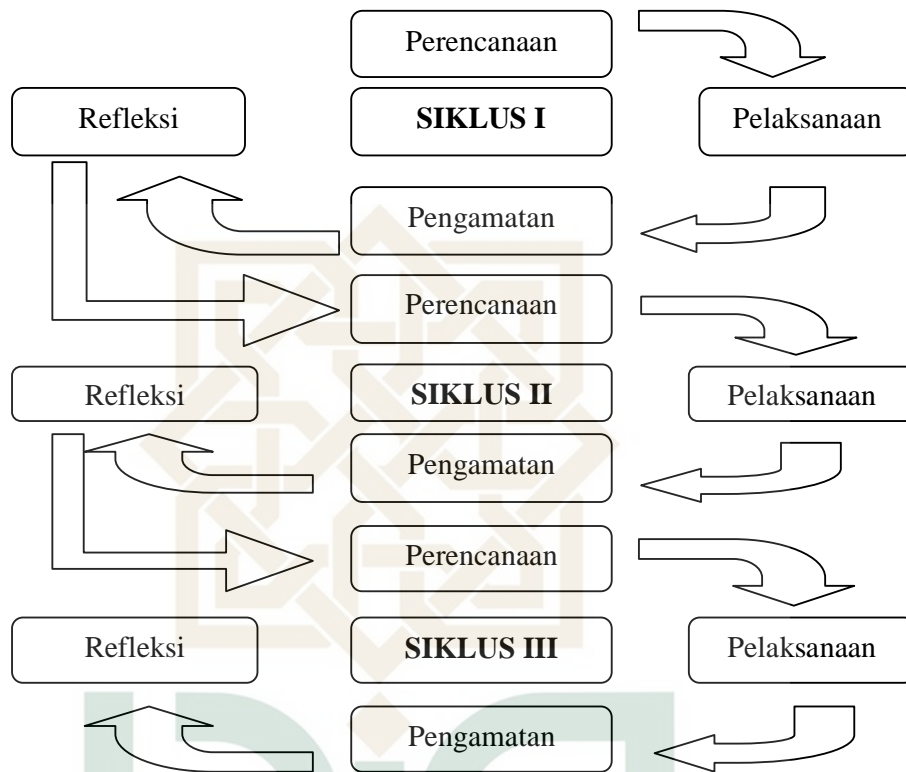 Perencanaan
Refleksi
SIKLUS I
Pelaksanaan
Pengamatan
Perencanaan
Refleksi
SIKLUS II
Pelaksanaan
Pengamatan
Perencanaan
Refleksi
SIKLUS III
Pelaksanaan
Pengamatan